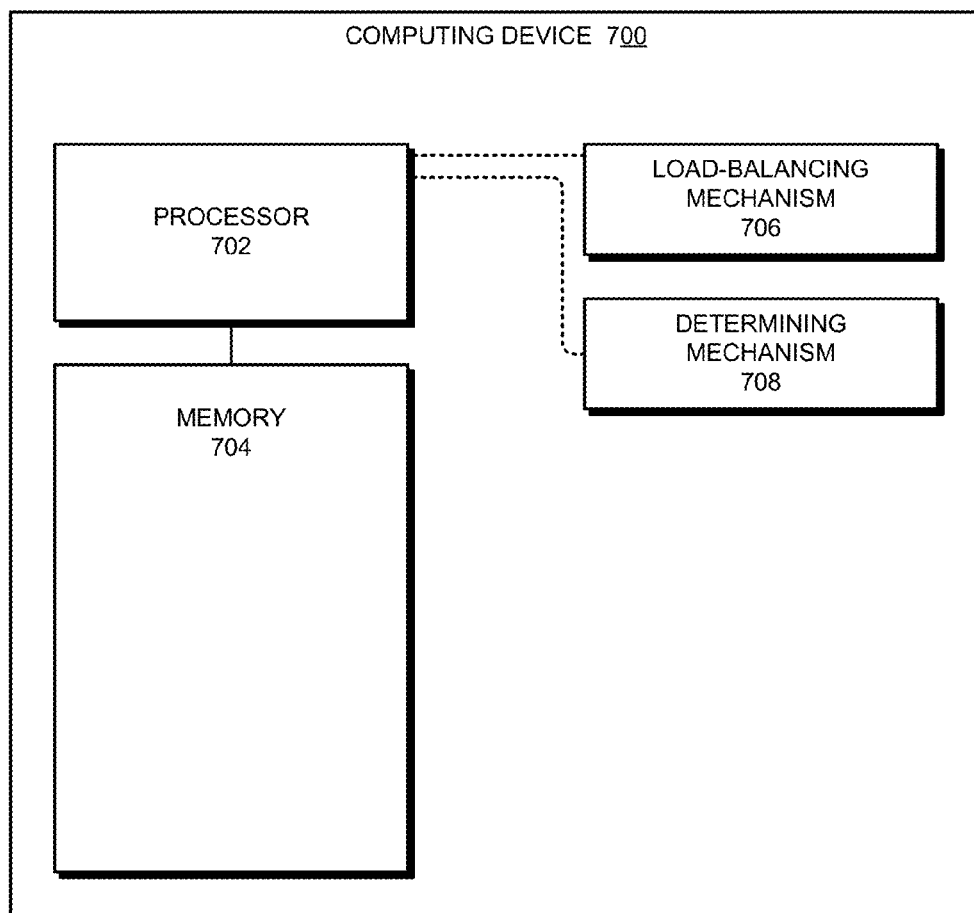 COMPUTING DEVICE 700
PROCESSOR
702
LOAD-BALANCING
MECHANISM
706
DETERMINING
MECHANISM
708
MEMORY
704